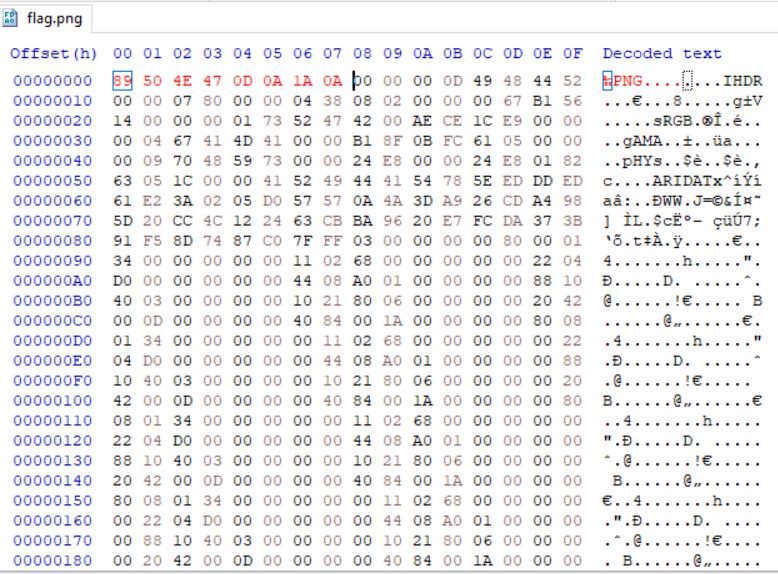 flag.png
Offset(h) 00 01 02 03 04 05 06 07 08 09 0A 0B 0C 0D 0E 0F Decoded text
00000000 89 50 4E 47 0D 0A 1A 0A 00 00 00 0D 49 48 44 52 ‰PNG........IHDR
00000010 00 00 07 80 00 00 04 38 08 02 00 00 00 67 B1 56 ...€...8.....g±V
00000020 14 00 00 00 01 73 52 47 42 00 AE CE 1C E9 00 00 .....sRGB.®Î.é..
00000030 00 04 67 41 4D 41 00 00 B1 8F 0B FC 61 05 00 00 ..gAMA..±..üa...
00000040 00 09 70 48 59 73 00 00 24 E8 00 00 24 E8 01 82 ..pHYs..$è..$è.‚
00000050 63 05 1C 00 00 41 52 49 44 41 54 78 5E ED DD ED c....ARIDATx^íÝí
00000060 61 E2 3A 02 05 D0 57 57 0A 4A 3D A9 26 CD A4 98 aâ:..ÐWW.J=©&Í¤˜
00000070 5D 20 CC 4C 12 24 63 CB BA 96 20 E7 FC DA 37 3B ] ÌL.$cËº– çüÚ7;
00000080 91 F5 8D 74 87 C0 7F FF 03 00 00 00 00 80 00 01 ‘õ.t‡À.ÿ.....€..
00000090 34 00 00 00 00 11 02 68 00 00 00 00 00 22 04 4......h.....".
000000A0 D0 00 00 00 00 44 08 A0 01 00 00 00 00 88 10 Ð....D. .....ˆ.
000000B0 40 03 00 00 00 00 10 21 80 06 00 00 00 00 20 42 @......!€..... B
000000C0 00 0D 00 00 00 00 40 84 00 1A 00 00 00 00 80 08 ......@„......€.
000000D0 01 34 00 00 00 00 11 02 68 00 00 00 00 00 22 .4......h....."
000000E0 04 D0 00 00 00 00 44 08 A0 01 00 00 00 00 88 .Ð....D. .....ˆ
000000F0 10 40 03 00 00 00 00 10 21 80 06 00 00 00 00 20 .@......!€.....
00000100 42 00 0D 00 00 00 00 40 84 00 1A 00 00 00 00 80 B......@„......€
00000110 08 01 34 00 00 00 00 11 02 68 00 00 00 00 00 ..4......h.....
00000120 22 04 D0 00 00 00 00 44 08 A0 01 00 00 00 00 ".Ð....D. .....
00000130 88 10 40 03 00 00 00 00 10 21 80 06 00 00 00 00 ˆ.@......!€.....
00000140 20 42 00 0D 00 00 00 00 40 84 00 1A 00 00 00 00 B......@„......
00000150 80 08 01 34 00 00 00 00 11 02 68 00 00 00 00 €..4......h....
00000160 00 22 04 D0 00 00 00 00 44 08 A0 01 00 00 00 00 .".Ð....D. ....
00000170 00 88 10 40 03 00 00 00 00 10 21 80 06 00 00 00 .ˆ.@......!€....
00000180 00 20 42 00 0D 00 00 00 00 40 84 00 1A 00 00 00 . B......@„.....